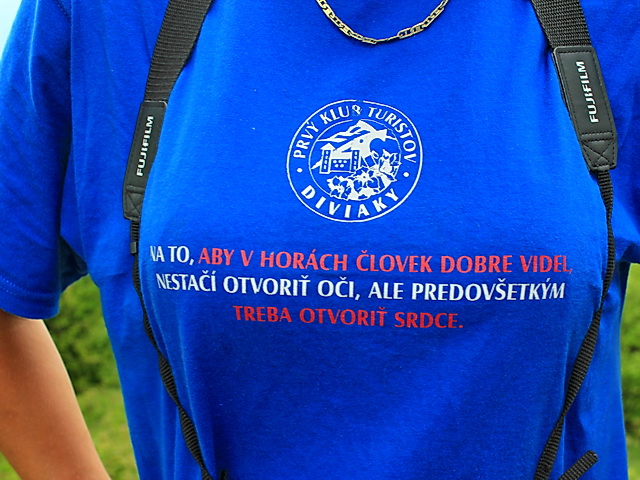 FUJIFILM
FUJIFILM
· PRVÝ KLUB TURISTOV ·
DIVIAKY
NA TO, ABY V HORÁCH ČLOVEK DOBRE VIDEL,
NESTAČÍ OTVORIŤ OČI, ALE PREDOVŠETKÝM
TREBA OTVORIŤ SRDCE.